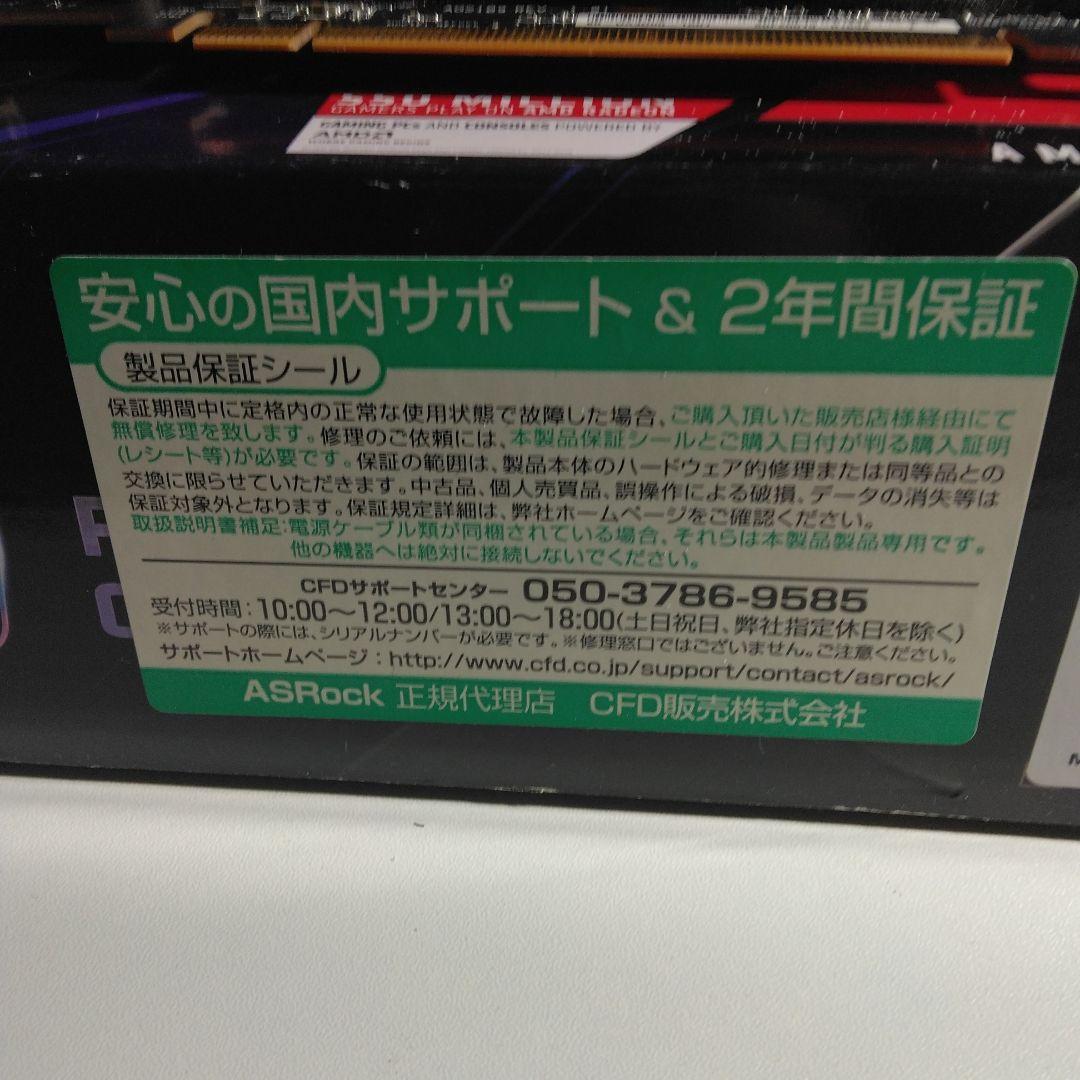 550 MILLION
GAMERS PLAY ON AMD RADEON
GAMING PCs AND CONSOLES POWERED BY
AMD
WHERE GAMING BEGINS
安心の国内サポート & 2年間保証
製品保証シール
保証期間中に定格内の正常な使用状態で故障した場合、ご購入頂いた販売店様経由にて
無償修理を致します。修理のご依頼には、本製品保証シールとご購入日付が判る購入証明
(レシート等)が必要です。保証の範囲は、製品本体のハードウェア的修理または同等品との
交換に限らせていただきます。中古品、個人売買品、誤操作による破損、データの消失等は
保証対象外となります。保証規定詳細は、弊社ホームページをご確認ください。
取扱説明書補足:電源ケーブル類が同梱されている場合、それらは本製品製品専用です。
他の機器へは絶対に接続しないでください。
CFDサポートセンター 050-3786-9585
受付時間:10:00～12:00/13:00～18:00(土日祝日、弊社指定休日を除く)
※サポートの際には、シリアルナンバーが必要です。※修理窓口ではございません。ご注意ください。
サポートホームページ:http://www.cfd.co.jp/support/contact/asrock/
ASRock 正規代理店 CFD販売株式会社